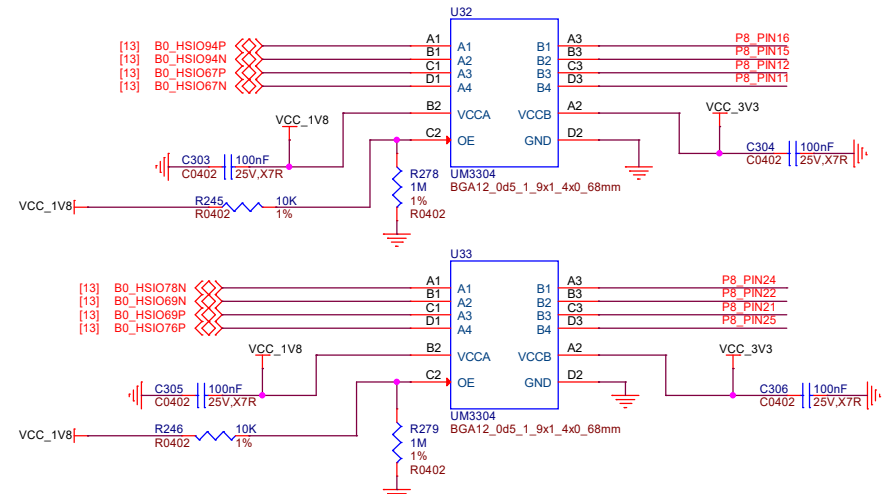 U32
[13] B0_HSIO94P A1 A1 B1 A3 P8_PIN16
[13] B0_HSIO94N B1 A2 B2 B3 P8_PIN15
[13] B0_HSIO67P C1 A3 B3 C3 P8_PIN12
[13] B0_HSIO67N D1 A4 B4 D3 P8_PIN11
VCC_1V8 B2 VCCA VCCB A2 VCC_3V3
C2 OE GND D2
C303 100nF
C0402 25V,X7R
C304 100nF
C0402 25V,X7R
UM3304
BGA12_0d5_1_9x1_4x0_68mm
R278
1M
1%
R0402
VCC_1V8 R245 10K
R0402 1%
U33
[13] B0_HSIO78N A1 A1 B1 A3 P8_PIN24
[13] B0_HSIO69N B1 A2 B2 B3 P8_PIN22
[13] B0_HSIO69P C1 A3 B3 C3 P8_PIN21
[13] B0_HSIO76P D1 A4 B4 D3 P8_PIN25
VCC_1V8 B2 VCCA VCCB A2 VCC_3V3
C2 OE GND D2
C305 100nF
C0402 25V,X7R
C306 100nF
C0402 25V,X7R
UM3304
BGA12_0d5_1_9x1_4x0_68mm
R279
1M
1%
R0402
VCC_1V8 R246 10K
R0402 1%